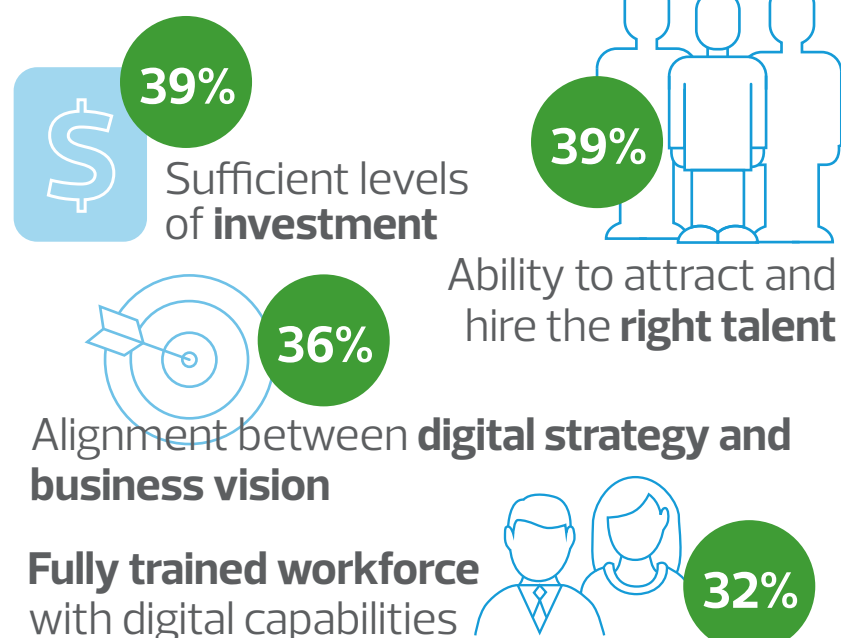 39%
Sufficient levels
of investment
39%
Ability to attract and
hire the right talent
36%
Alignment between digital strategy and
business vision
Fully trained workforce
with digital capabilities
32%